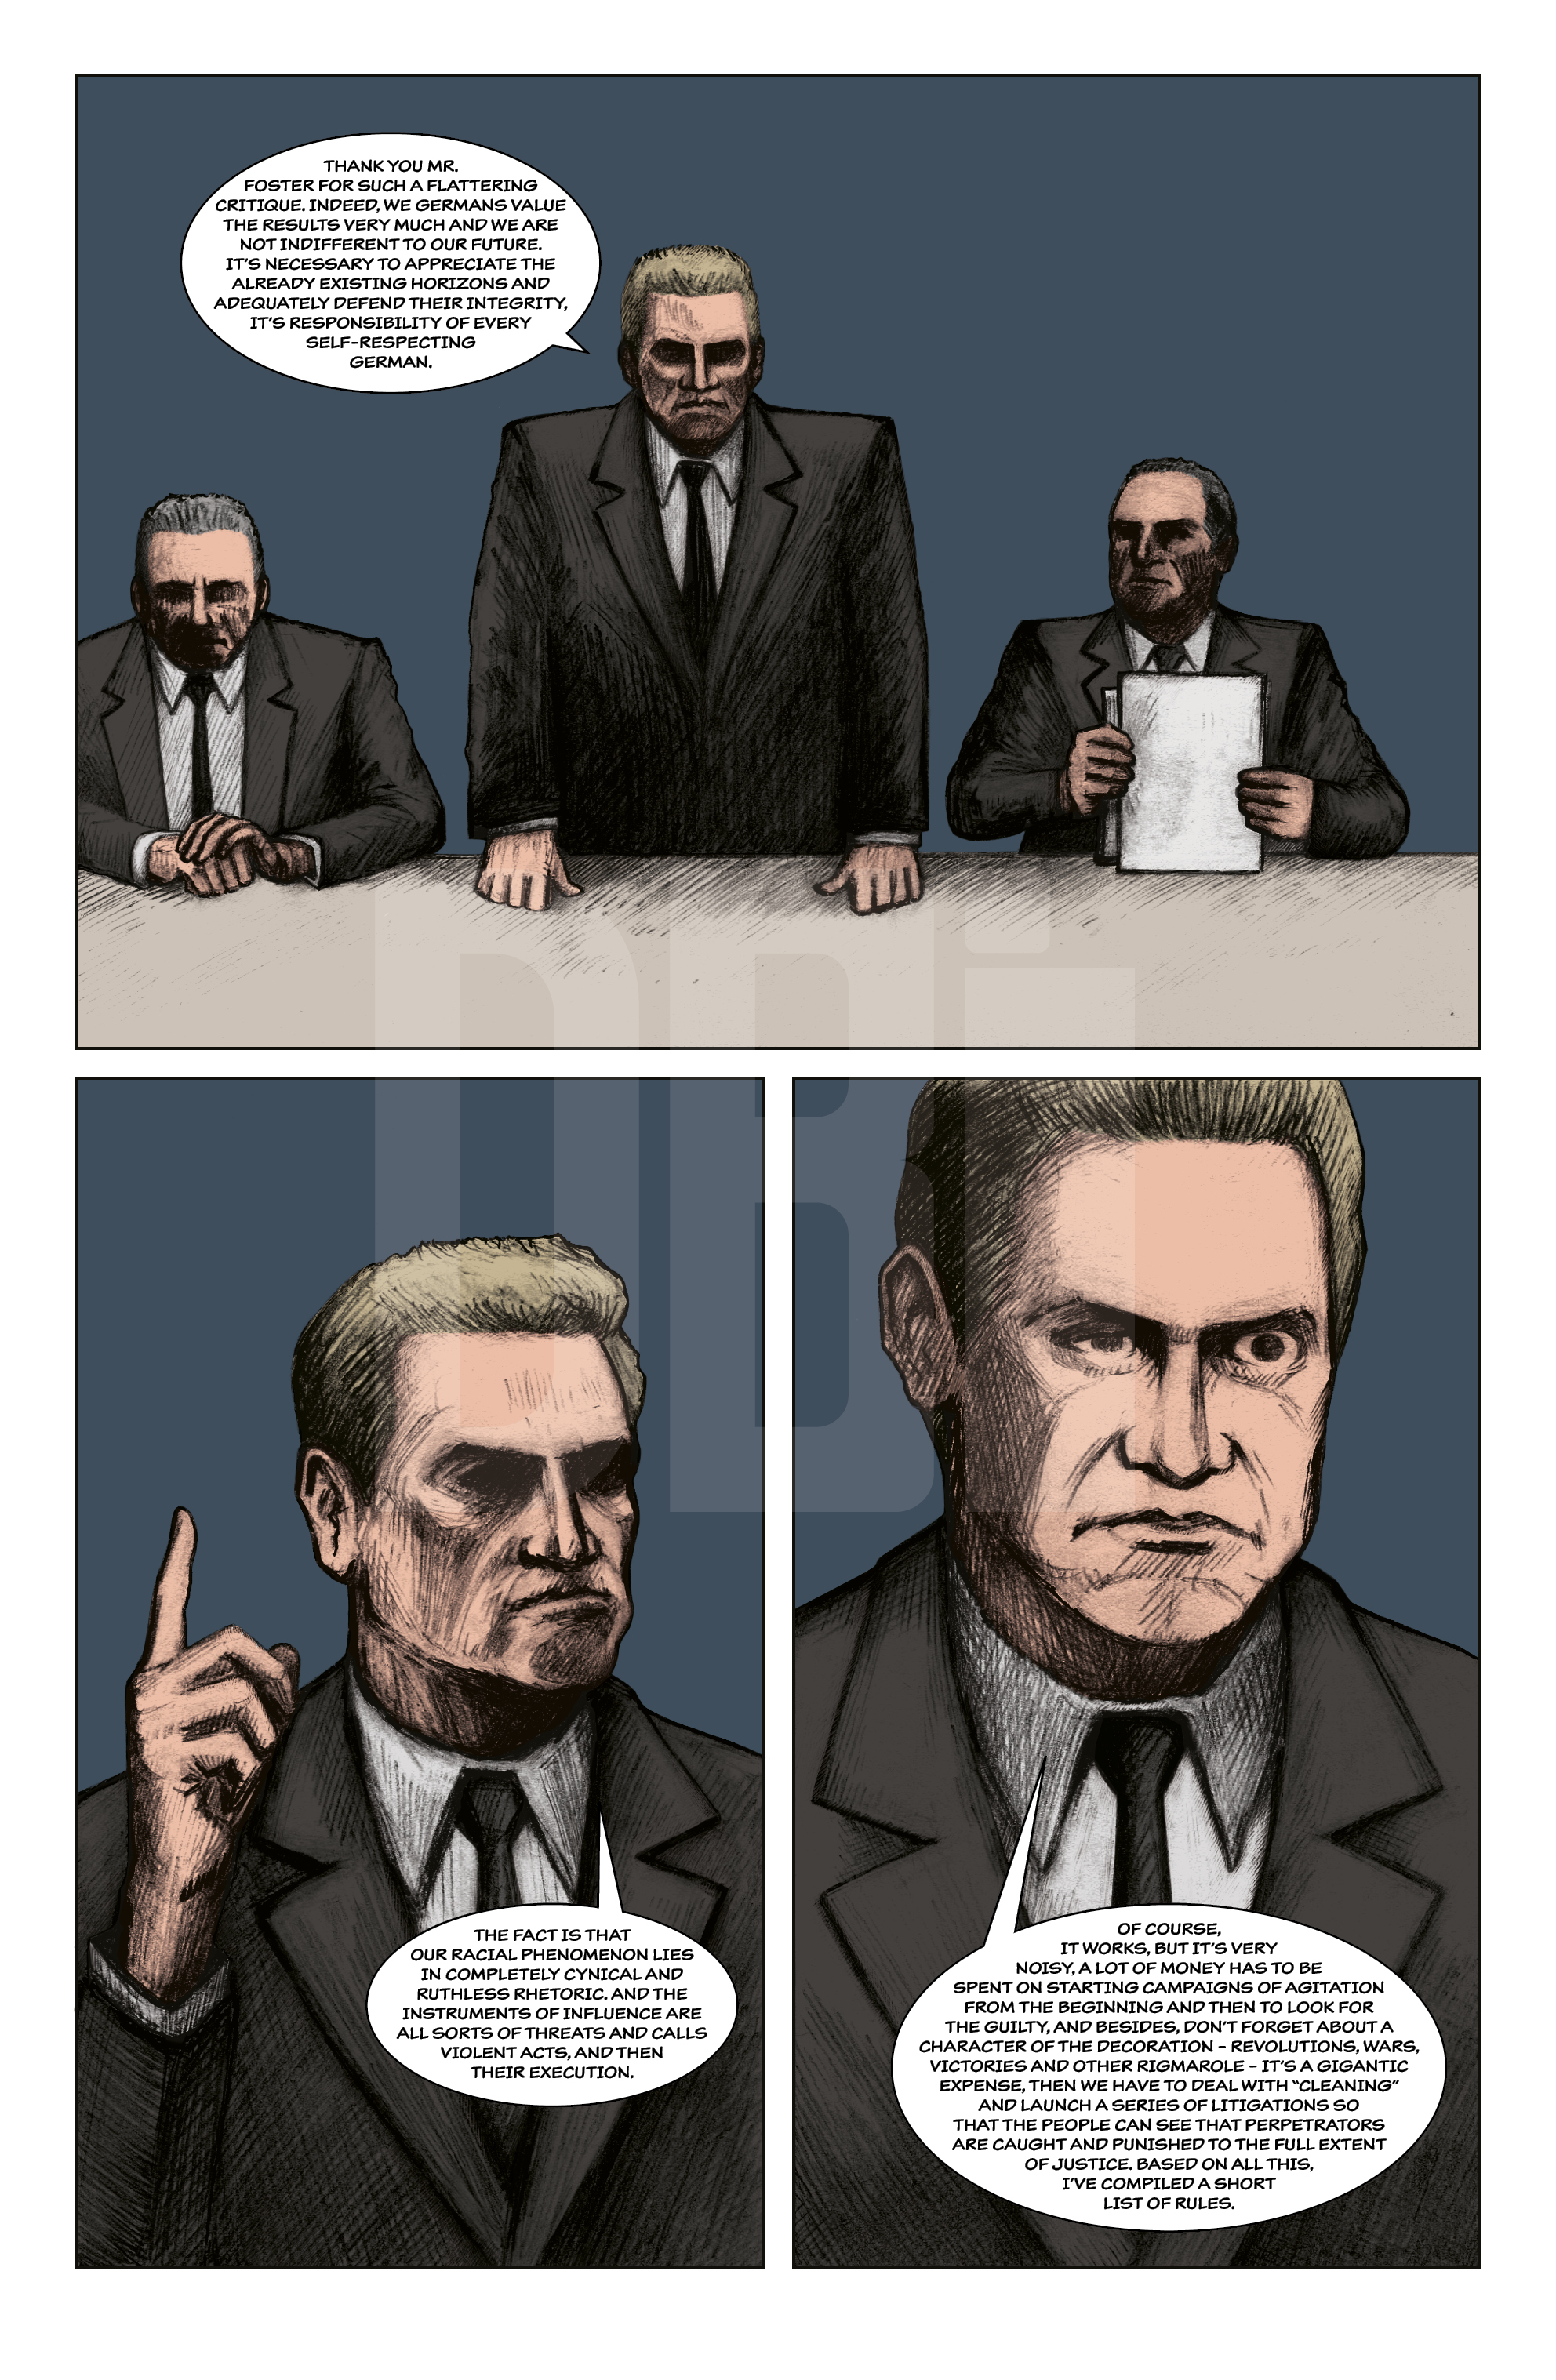 THANK YOU MR.
FOSTER FOR SUCH A FLATTERING
CRITIQUE. INDEED, WE GERMANS VALUE
THE RESULTS VERY MUCH AND WE ARE
NOT INDIFFERENT TO OUR FUTURE.
IT'S NECESSARY TO APPRECIATE THE
ALREADY EXISTING HORIZONS AND
ADEQUATELY DEFEND THEIR INTEGRITY,
IT'S RESPONSIBILITY OF EVERY
SELF-RESPECTING
GERMAN.
THE FACT IS THAT
OUR RACIAL PHENOMENON LIES
IN COMPLETELY CYNICAL AND
RUTHLESS RHETORIC. AND THE
INSTRUMENTS OF INFLUENCE ARE
ALL SORTS OF THREATS AND CALLS
VIOLENT ACTS, AND THEN
THEIR EXECUTION.
OF COURSE,
IT WORKS, BUT IT'S VERY
NOISY, A LOT OF MONEY HAS TO BE
SPENT ON STARTING CAMPAIGNS OF AGITATION
FROM THE BEGINNING AND THEN TO LOOK FOR
THE GUILTY, AND BESIDES, DON'T FORGET ABOUT A
CHARACTER OF THE DECORATION - REVOLUTIONS, WARS,
VICTORIES AND OTHER RIGMAROLE - IT'S A GIGANTIC
EXPENSE, THEN WE HAVE TO DEAL WITH “CLEANING”
AND LAUNCH A SERIES OF LITIGATIONS SO
THAT THE PEOPLE CAN SEE THAT PERPETRATORS
ARE CAUGHT AND PUNISHED TO THE FULL EXTENT
OF JUSTICE. BASED ON ALL THIS,
I'VE COMPILED A SHORT
LIST OF RULES.